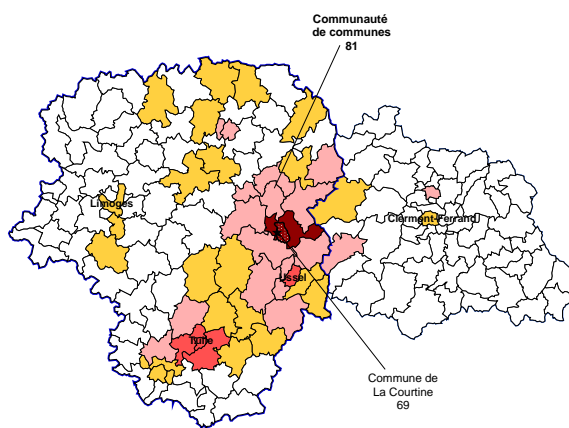 Communauté
de communes
81
Limoges
Clermont-Ferrand
Ussel
Tulle
Commune de
La Courtine
69